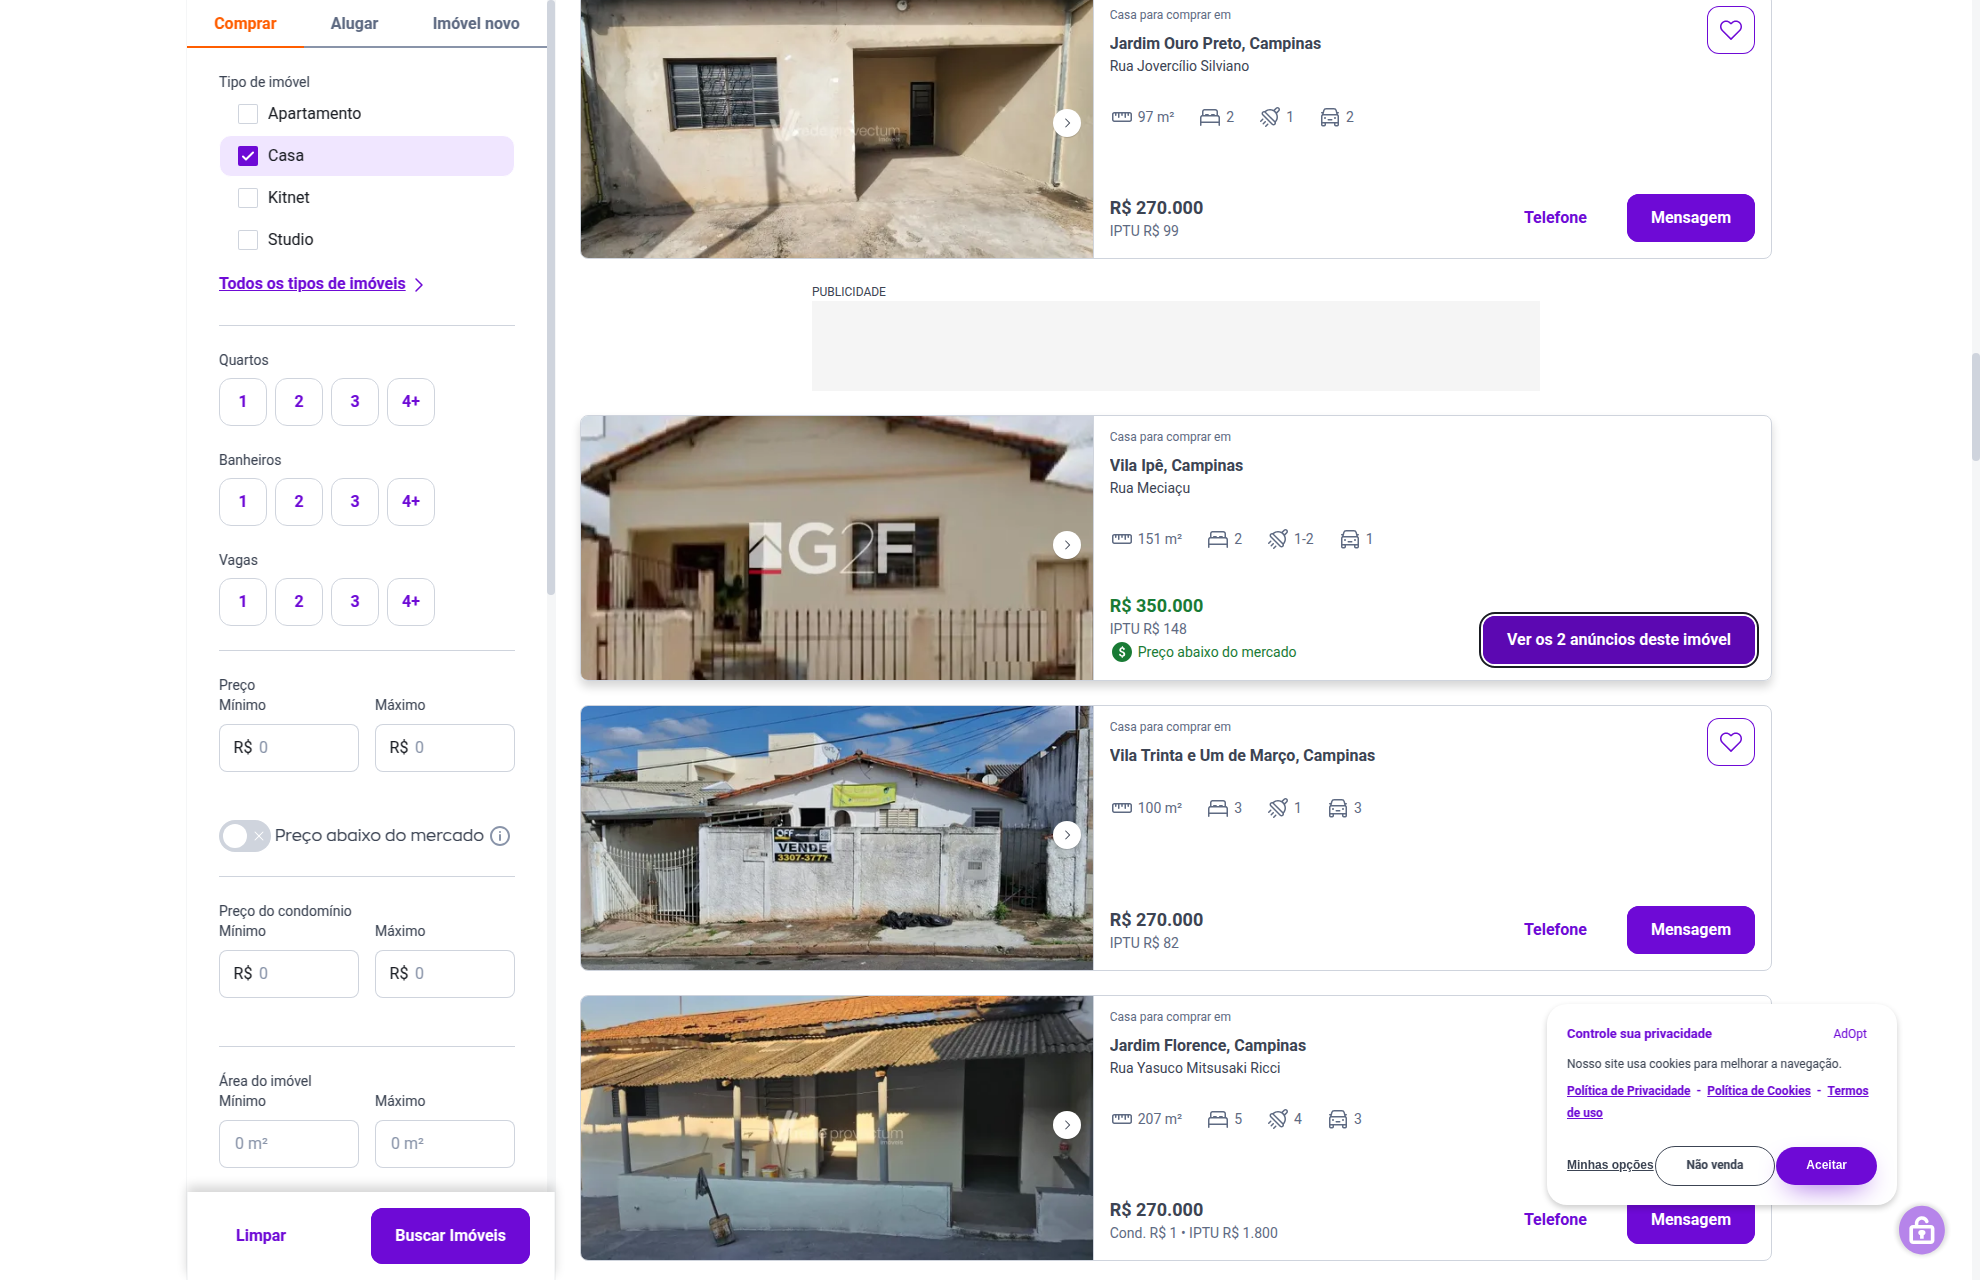 Comprar
Alugar
Imóvel novo
Tipo de imóvel
Apartamento
Casa
Kitnet
Studio
Todos os tipos de imóveis
Quartos
1
2
3
4+
Banheiros
1
2
3
4+
Vagas
1
2
3
4+
Preço
Mínimo
Máximo
R$ 0
R$ 0
Preço abaixo do mercado
Preço do condomínio
Mínimo
Máximo
R$ 0
R$ 0
Área do imóvel
Mínimo
Máximo
0 m²
0 m²
Limpar
Buscar Imóveis
rede provectum
Casa para comprar em
Jardim Ouro Preto, Campinas
Rua Jovercílio Silviano
97 m²
2
1
2
R$ 270.000
IPTU R$ 99
Telefone
Mensagem
PUBLICIDADE
G2F
Casa para comprar em
Vila Ipê, Campinas
Rua Meciaçu
151 m²
2
1-2
1
R$ 350.000
IPTU R$ 148
$ Preço abaixo do mercado
Ver os 2 anúncios deste imóvel
OFF
VENDE
3307-3777
Casa para comprar em
Vila Trinta e Um de Março, Campinas
100 m²
3
1
3
R$ 270.000
IPTU R$ 82
Telefone
Mensagem
rede provectum
Casa para comprar em
Jardim Florence, Campinas
Rua Yasuco Mitsusaki Ricci
207 m²
5
4
3
R$ 270.000
Cond. R$ 1 • IPTU R$ 1.800
Telefone
Mensagem
Controle sua privacidade
AdOpt
Nosso site usa cookies para melhorar a navegação.
Política de Privacidade - Política de Cookies - Termos
de uso
Minhas opções
Não venda
Aceitar